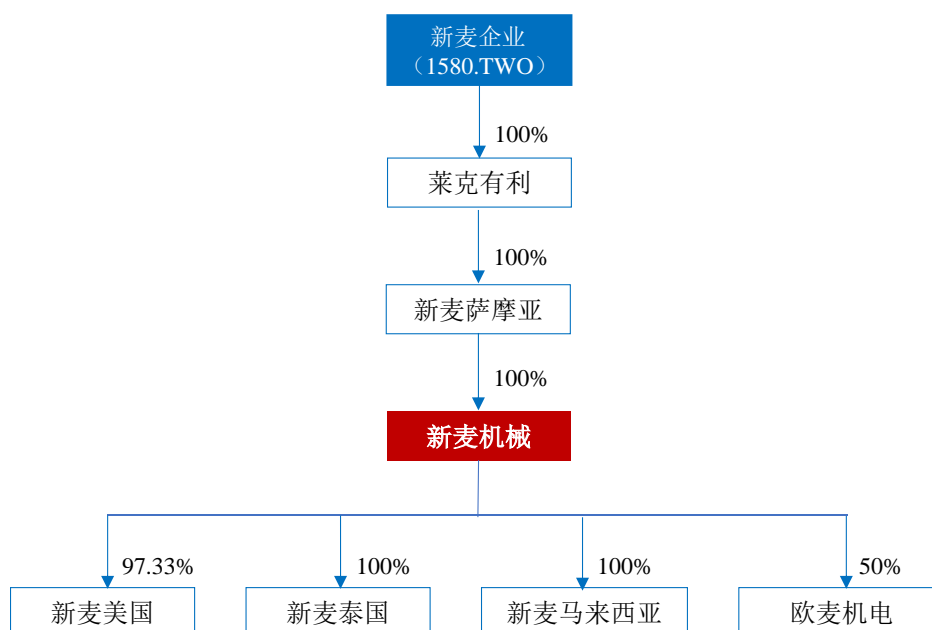 新麦企业
（1580.TWO）
100%
莱克有利
100%
新麦萨摩亚
100%
新麦机械
97.33%
100%
100%
50%
新麦美国
新麦泰国
新麦马来西亚
欧麦机电